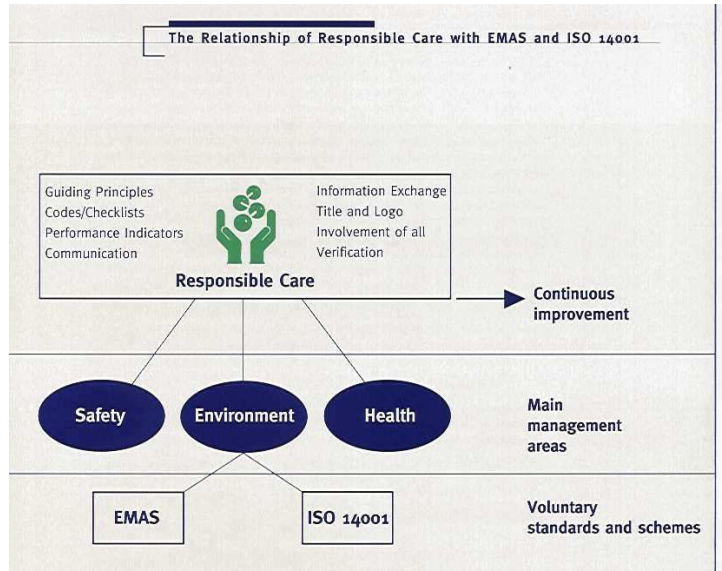 The Relationship of Responsible Care with EMAS and ISO 14001
Guiding Principles
Codes/Checklists
Performance Indicators
Communication
Information Exchange
Title and Logo
Involvement of all
Verification
Responsible Care
Continuous
improvement
Safety
Environment
Health
Main
management
areas
EMAS
ISO 14001
Voluntary
standards and schemes